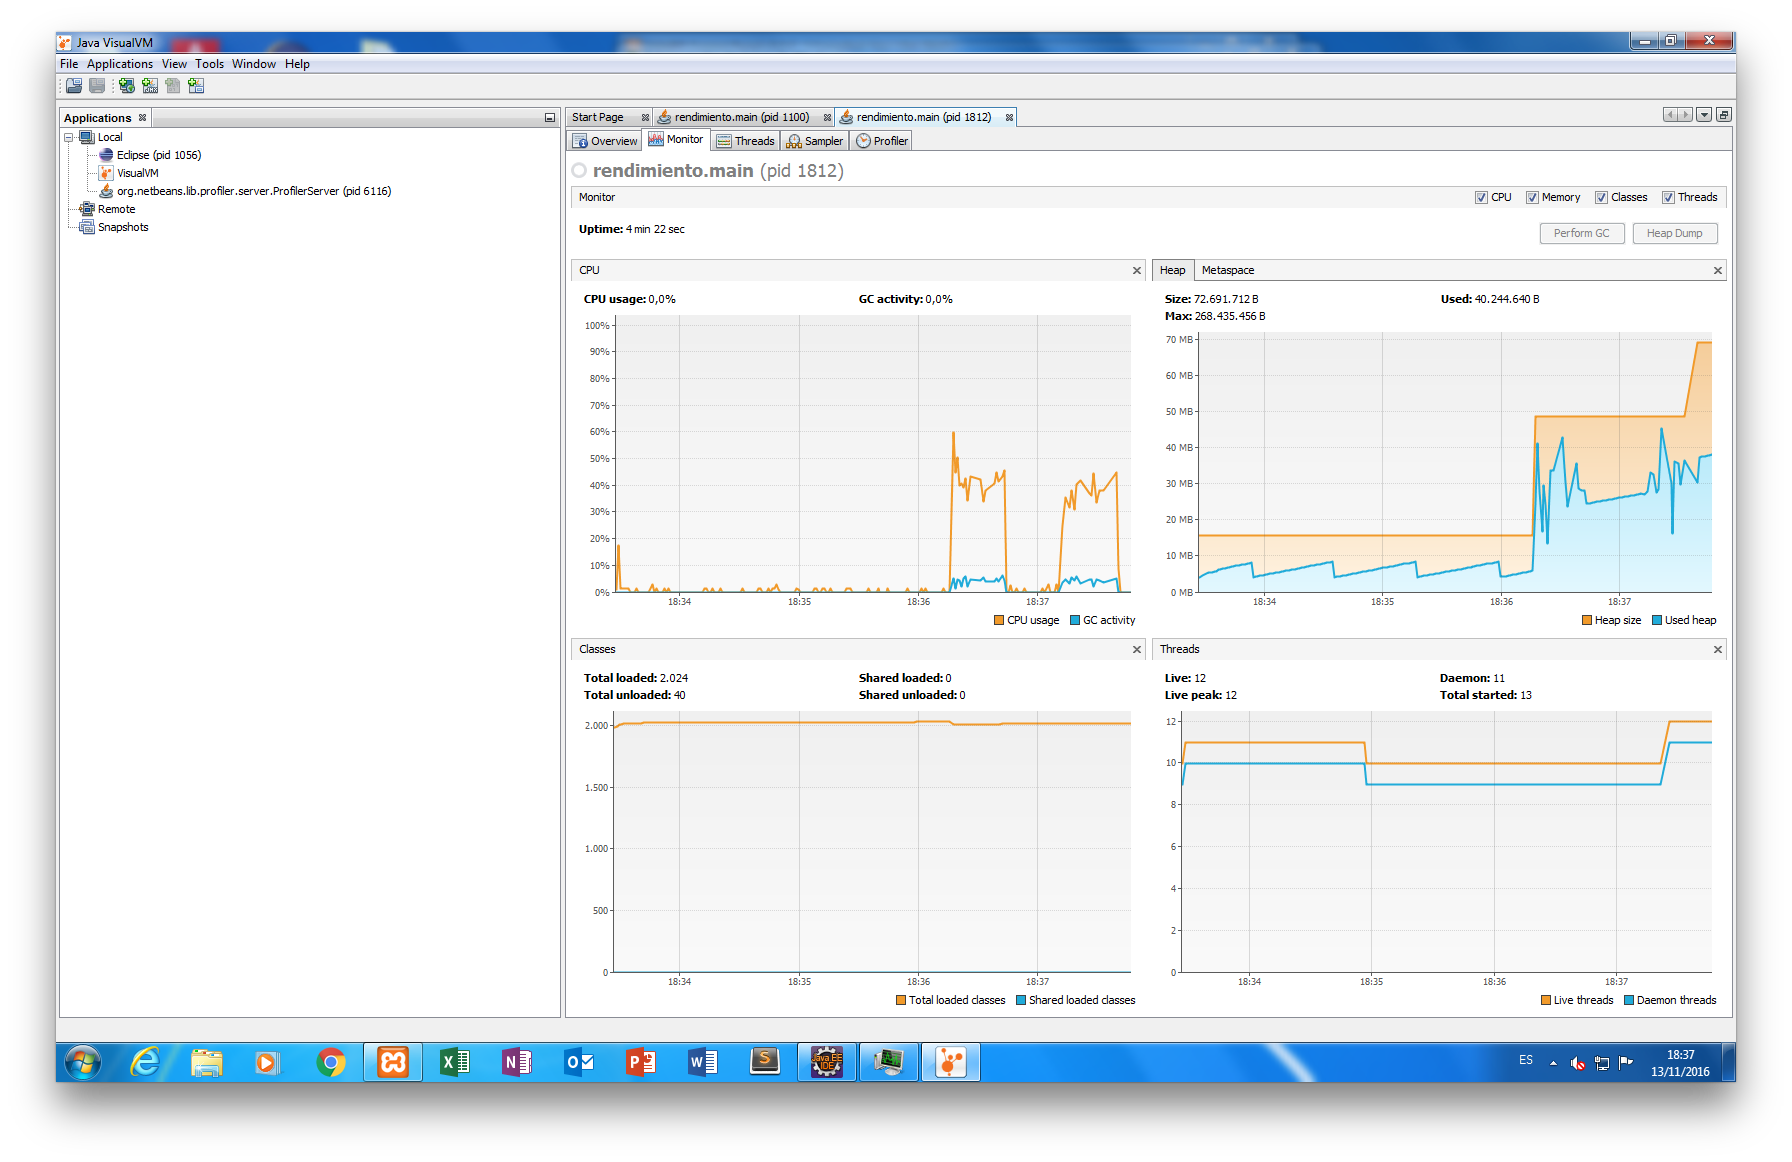 Java VisualVM
File Applications View Tools Window Help
Applications
Local
Eclipse (pid 1056)
VisualVM
org.netbeans.lib.profiler.server.ProfilerServer (pid 6116)
Remote
Snapshots
Start Page rendimiento.main (pid 1100) rendimiento.main (pid 1812)
Overview Monitor Threads Sampler Profiler
rendimiento.main (pid 1812)
Monitor CPU Memory Classes Threads
Uptime: 4 min 22 sec
Perform GC Heap Dump
CPU
CPU usage: 0,0% GC activity: 0,0%
100%
90%
80%
70%
60%
50%
40%
30%
20%
10%
0%
18:34 18:35 18:36 18:37
CPU usage GC activity
Heap Metaspace
Size: 72.691.712 B Used: 40.244.640 B
Max: 268.435.456 B
70 MB
60 MB
50 MB
40 MB
30 MB
20 MB
10 MB
0 MB
18:34 18:35 18:36 18:37
Heap size Used heap
Classes
Total loaded: 2.024 Shared loaded: 0
Total unloaded: 40 Shared unloaded: 0
2.000
1.500
1.000
500
0
18:34 18:35 18:36 18:37
Total loaded classes Shared loaded classes
Threads
Live: 12 Daemon: 11
Live peak: 12 Total started: 13
12
10
8
6
4
2
0
18:34 18:35 18:36 18:37
Live threads Daemon threads
Java EE
IDE
ES
18:37
13/11/2016